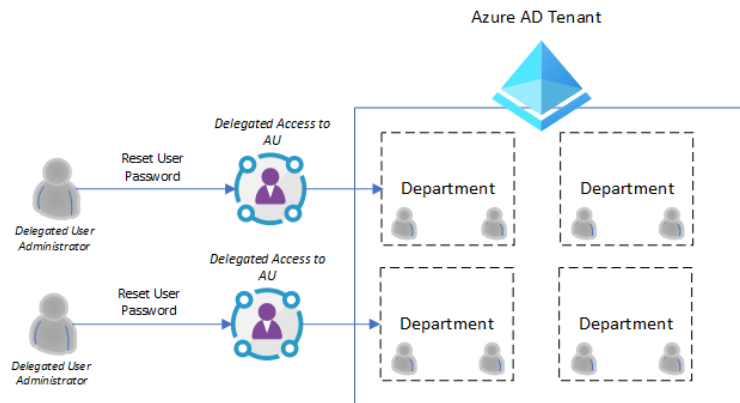 Azure AD Tenant
Delegated Access to
AU
Reset User
Password
Department
Department
Delegated User
Administrator
Delegated Access to
AU
Reset User
Password
Department
Department
Delegated User
Administrator